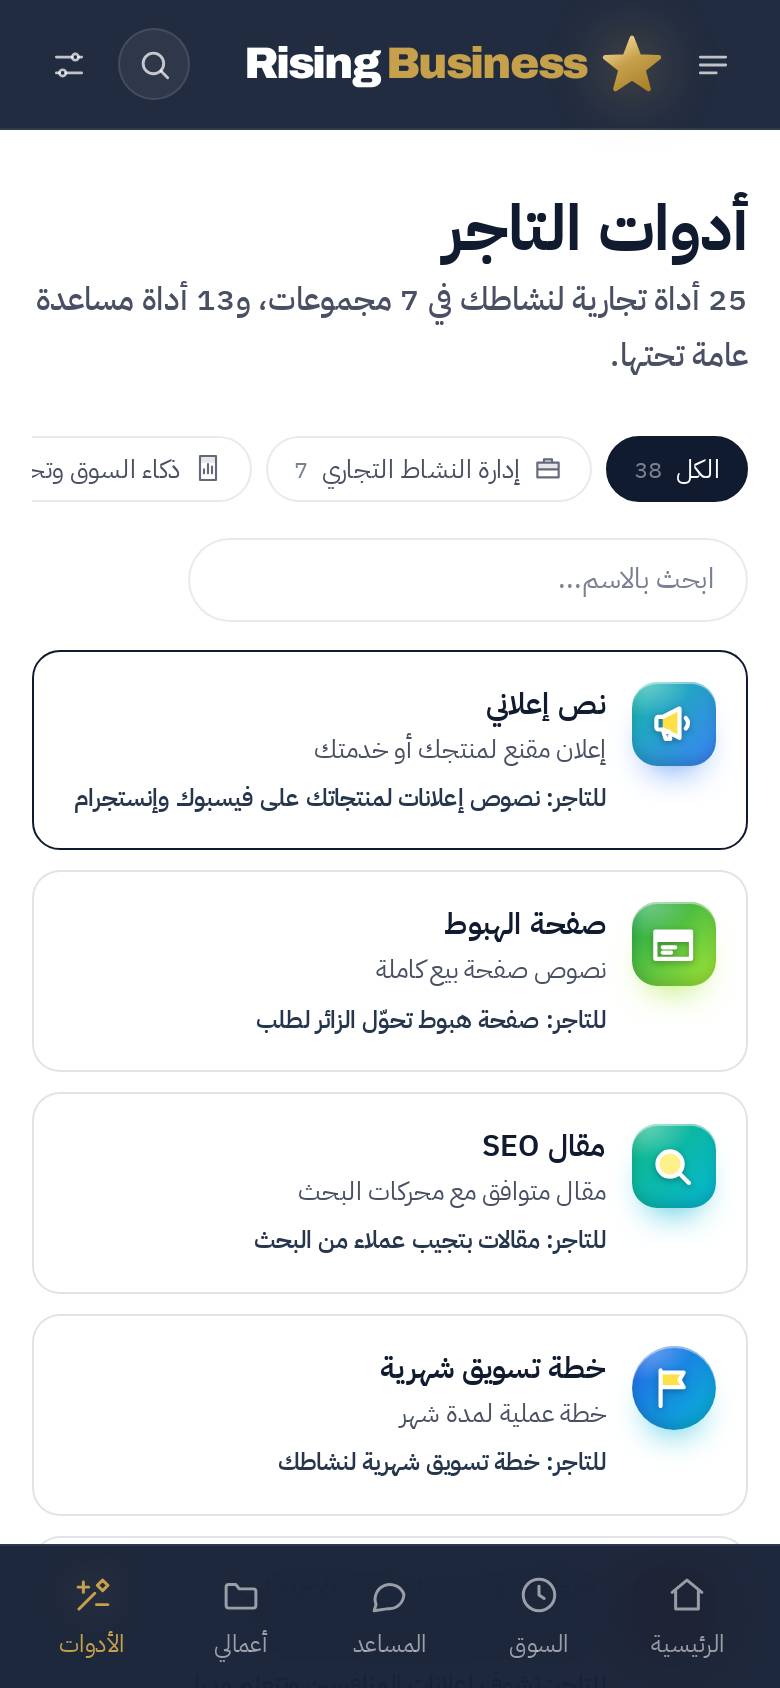 Rising Business
أدوات التاجر
25 أداة تجارية لنشاطك في 7 مجموعات، و13 أداة مساعدة
عامة تحتها.
الكل 38
إدارة النشاط التجاري 7
ذكاء السوق وتح
ابحث بالاسم...
نص إعلاني
إعلان مقنع لمنتجك أو خدمتك
للتاجر: نصوص إعلانات لمنتجاتك على فيسبوك وإنستجرام
صفحة الهبوط
نصوص صفحة بيع كاملة
للتاجر: صفحة هبوط تحوّل الزائر لطلب
مقال SEO
مقال متوافق مع محركات البحث
للتاجر: مقالات بتجيب عملاء من البحث
خطة تسويق شهرية
خطة عملية لمدة شهر
للتاجر: خطة تسويق شهرية لنشاطك
الرئيسية
السوق
المساعد
أعمالي
الأدوات